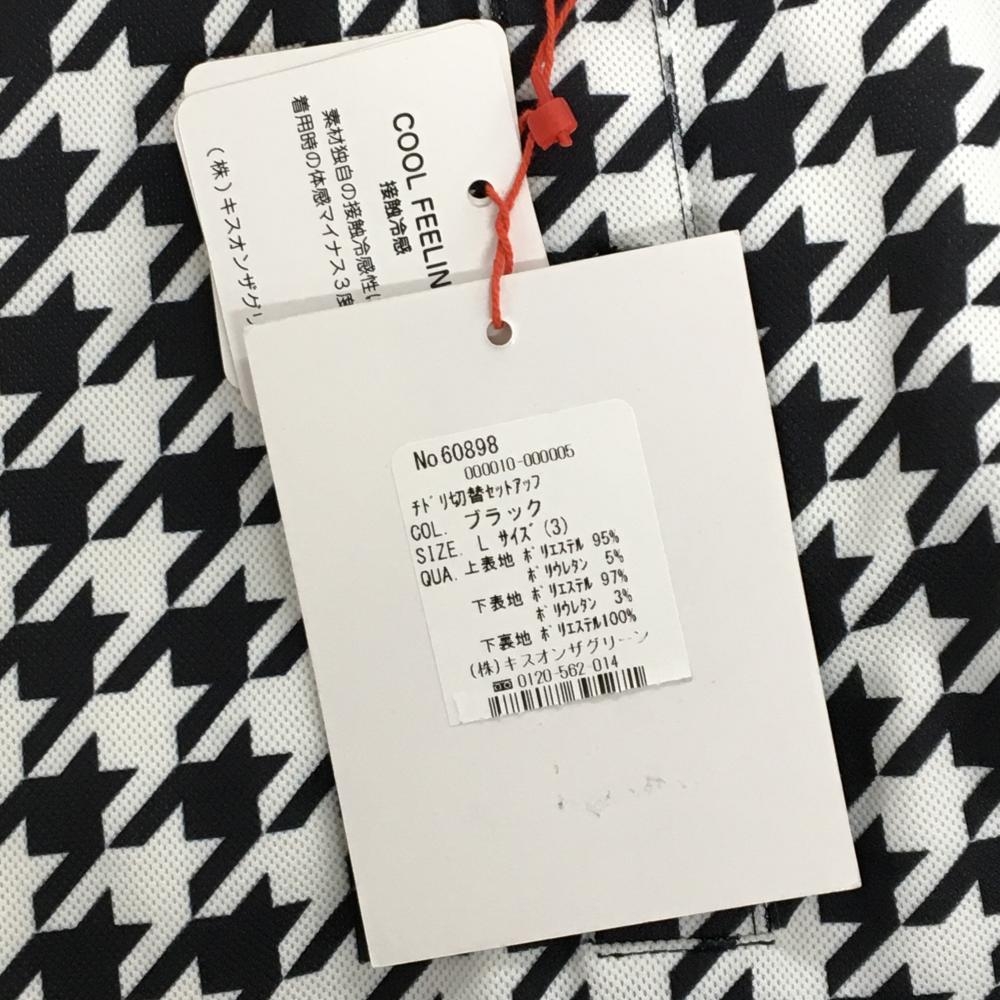 COOL FEELIN
接触冷感
素材独自の接触冷感性に
着用時の体感マイナス3度
(株)キスオンザグリ
No 60898
000010-000005
ﾁﾄﾞﾘ切替ｾｯﾄｱｯﾌﾟ
COL. ブラック
SIZE. L ｻｲｽﾞ (3)
QUA. 上表地 ﾎﾟﾘｴｽﾃﾙ 95%
ﾎﾟﾘｳﾚﾀﾝ 5%
下表地 ﾎﾟﾘｴｽﾃﾙ 97%
ﾎﾟﾘｳﾚﾀﾝ 3%
下裏地 ﾎﾟﾘｴｽﾃﾙ100%
(株)キスオンザグリーン
0120-562-014